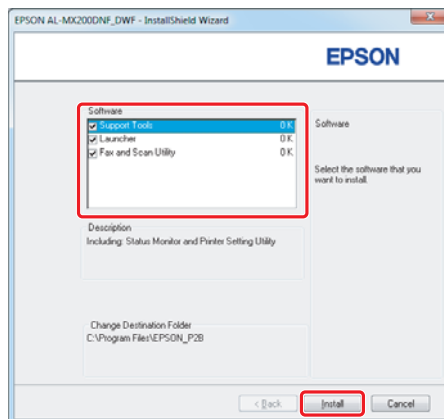 EPSON AL-MX200DNF_DWF - InstallShield Wizard
EPSON
Software
Support Tools 0 K
Launcher 0 K
Fax and Scan Utility 0 K
Software
Select the software that you
want to install.
Description
Including: Status Monitor and Printer Setting Utility
Change Destination Folder
C:\Program Files\EPSON_P2B
< Back
Install
Cancel